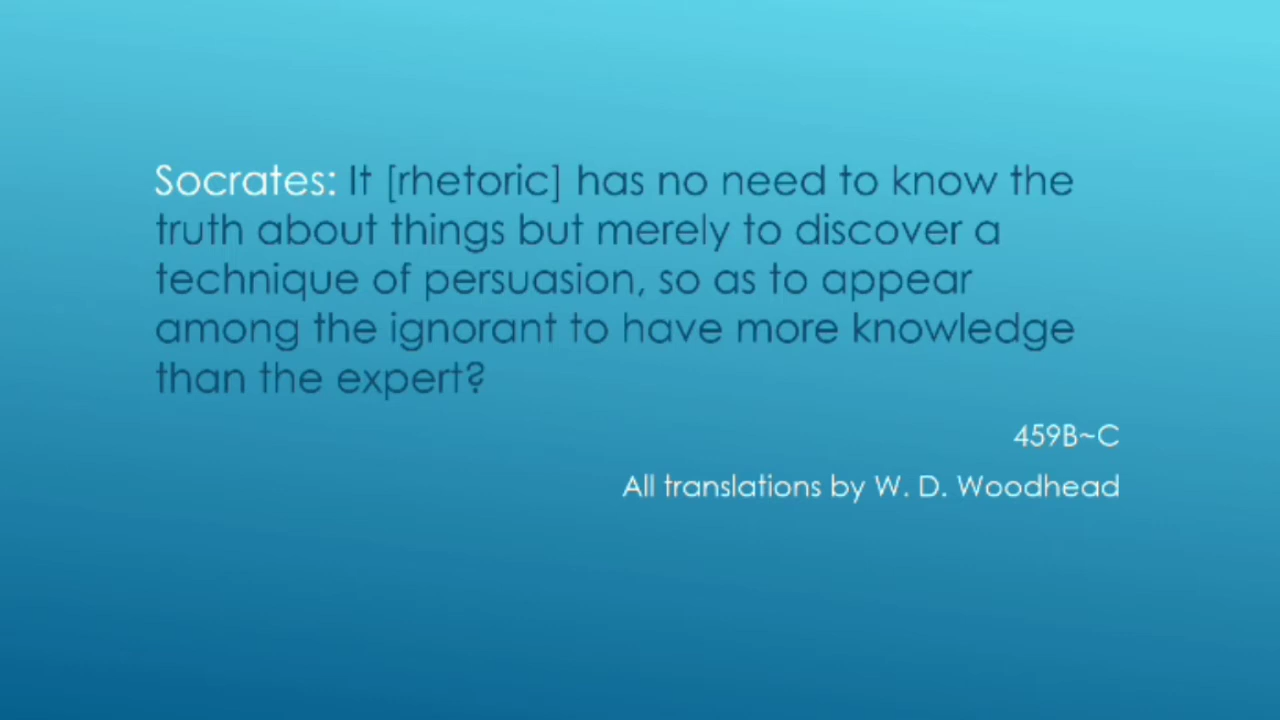 Socrates: It [rhetoric] has no need to know the
truth about things but merely to discover a
technique of persuasion, so as to appear
among the ignorant to have more knowledge
than the expert?
459B~C
All translations by W. D. Woodhead